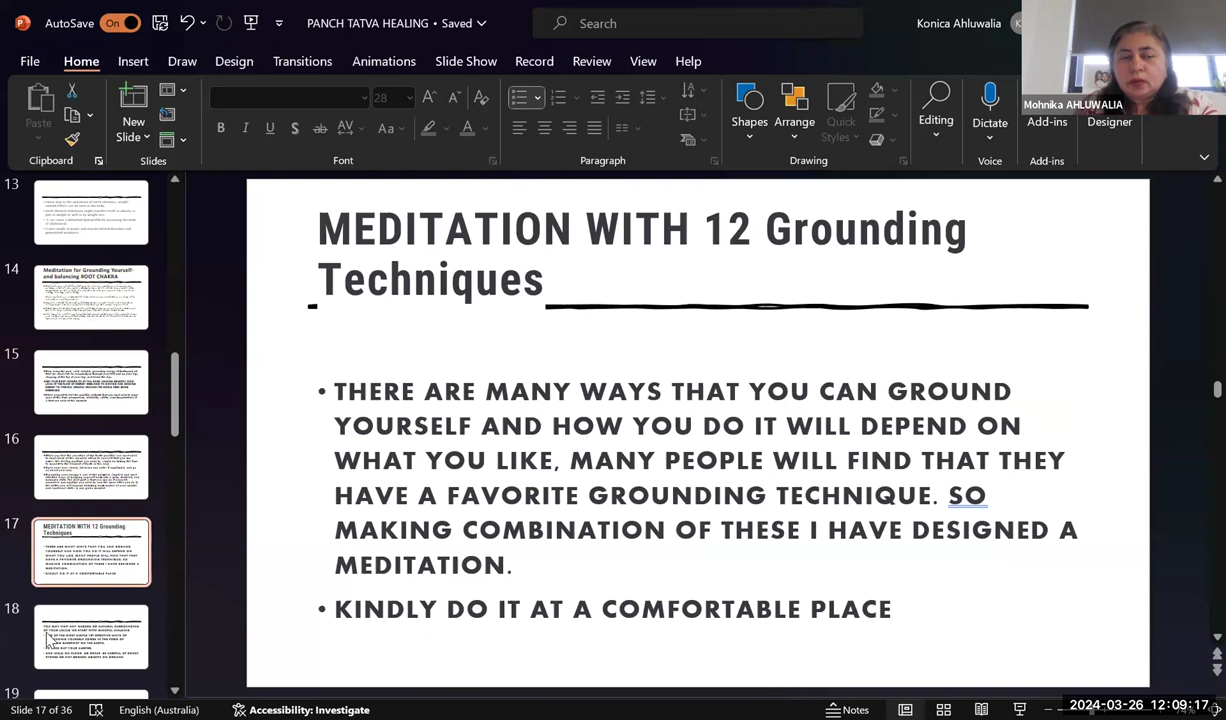 AutoSave On PANCH TATVA HEALING • Saved Search Konica Ahluwalia
File Home Insert Draw Design Transitions Animations Slide Show Record Review View Help
Mohnika AHLUWALIA
Paste New Slide 28 Shapes Arrange Quick Styles Editing Dictate Add-ins Designer
Clipboard Slides Font Paragraph Drawing Voice Add-ins
13
14
Meditation for Grounding Yourself
and balancing ROOT CHAKRA
15
16
17
MEDITATION WITH 12 Grounding
Techniques
18
19
MEDITATION WITH 12 Grounding
Techniques
• THERE ARE MANY WAYS THAT YOU CAN GROUND
YOURSELF AND HOW YOU DO IT WILL DEPEND ON
WHAT YOU LIKE, MANY PEOPLE WILL FIND THAT THEY
HAVE A FAVORITE GROUNDING TECHNIQUE. SO
MAKING COMBINATION OF THESE I HAVE DESIGNED A
MEDITATION.
• KINDLY DO IT AT A COMFORTABLE PLACE
Slide 17 of 36 English (Australia) Accessibility: Investigate Notes
2024-03-26 12:09:17